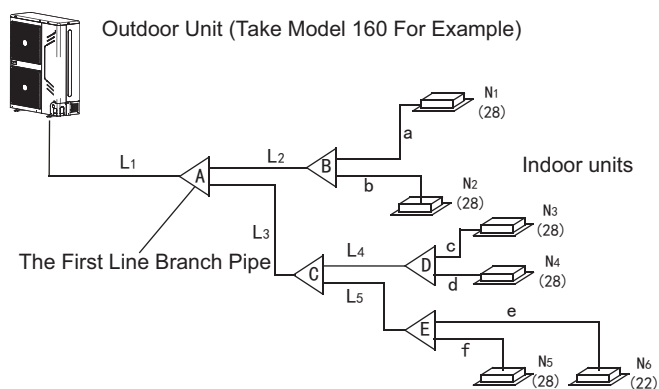 Outdoor Unit (Take Model 160 For Example)
N1
(28)
a
L1
A
L2
B
b
N2
(28)
Indoor units
L3
The First Line Branch Pipe
C
L4
D
c
N3
(28)
d
N4
(28)
L5
E
e
f
N5
(28)
N6
(22)